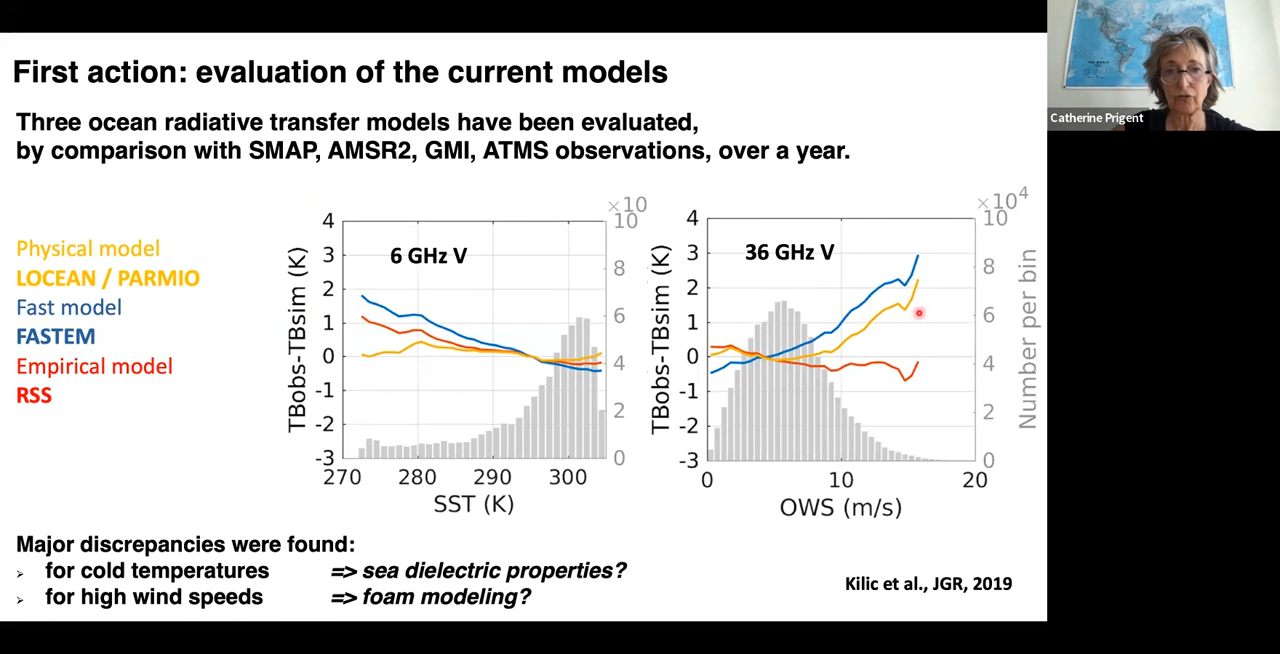 First action: evaluation of the current models
Three ocean radiative transfer models have been evaluated,
by comparison with SMAP, AMSR2, GMI, ATMS observations, over a year.
Catherine Prigent
Physical model
LOCEAN / PARMIO
Fast model
FASTEM
Empirical model
RSS
6 GHz V
TBobs-TBsim (K)
4
3
2
1
0
-1
-2
-3
270
280
290
300
SST (K)
×10
10
8
6
4
2
0
36 GHz V
TBobs-TBsim (K)
4
3
2
1
0
-1
-2
-3
0
10
20
OWS (m/s)
×10⁴
10
8
6
4
2
0
Number per bin
Major discrepancies were found:
➢ for cold temperatures => sea dielectric properties?
➢ for high wind speeds => foam modeling?
Kilic et al., JGR, 2019